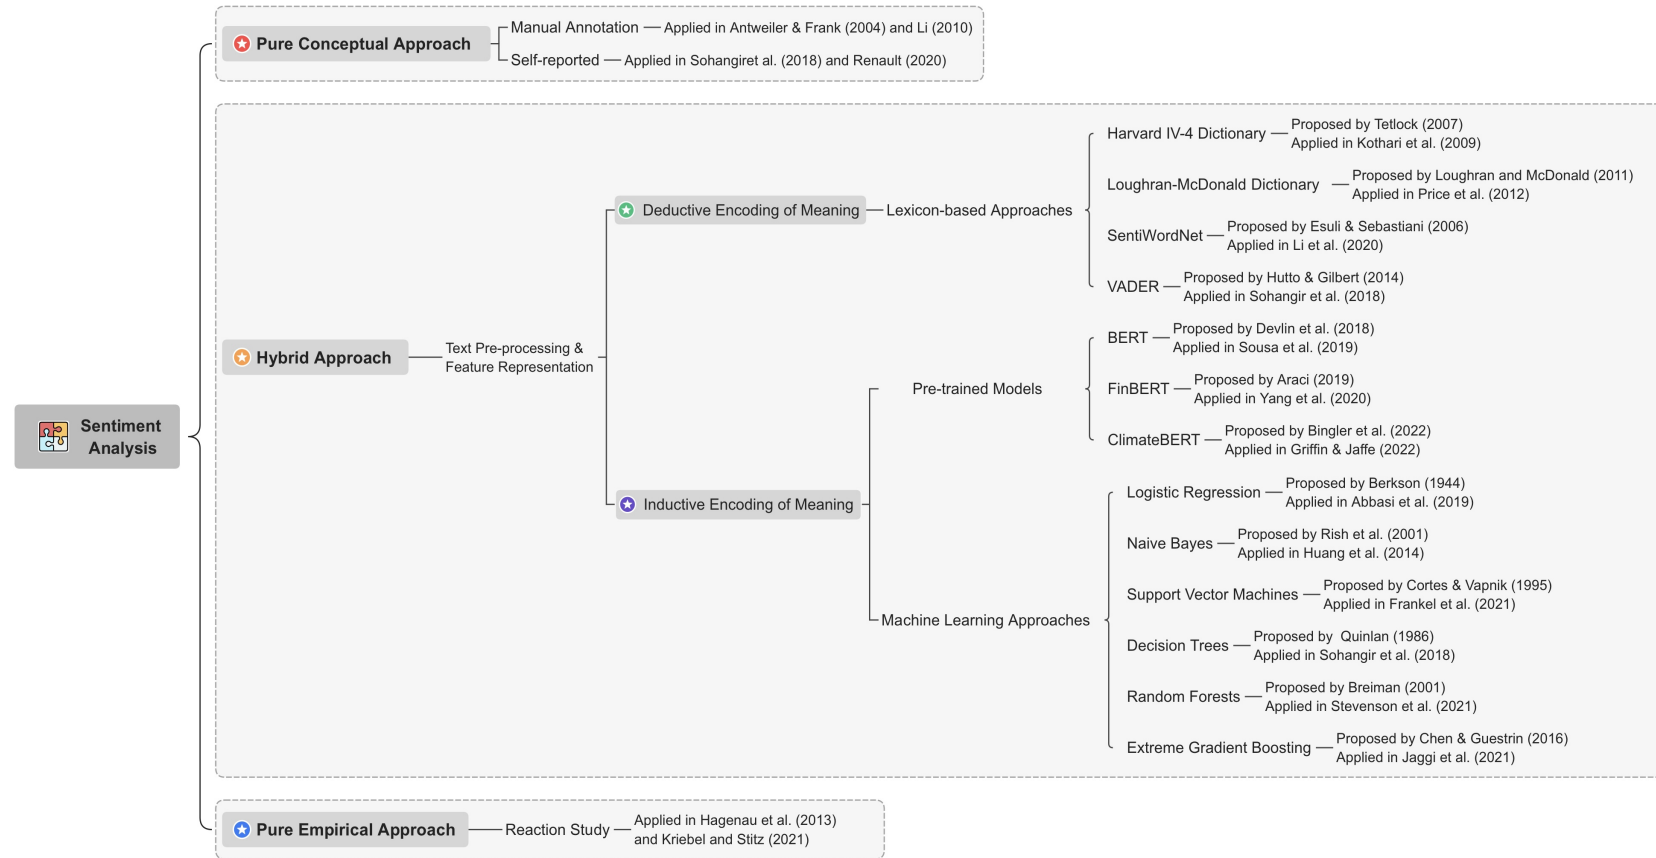 Pure Conceptual Approach
Manual Annotation
Applied in Antweiler & Frank (2004) and Li (2010)
Self-reported
Applied in Sohangiret al. (2018) and Renault (2020)
Sentiment
Analysis
Hybrid Approach
Text Pre-processing &
Feature Representation
Deductive Encoding of Meaning
Lexicon-based Approaches
Harvard IV-4 Dictionary
Proposed by Tetlock (2007)
Applied in Kothari et al. (2009)
Loughran-McDonald Dictionary
Proposed by Loughran and McDonald (2011)
Applied in Price et al. (2012)
SentiWordNet
Proposed by Esuli & Sebastiani (2006)
Applied in Li et al. (2020)
VADER
Proposed by Hutto & Gilbert (2014)
Applied in Sohangir et al. (2018)
Inductive Encoding of Meaning
Pre-trained Models
BERT
Proposed by Devlin et al. (2018)
Applied in Sousa et al. (2019)
FinBERT
Proposed by Araci (2019)
Applied in Yang et al. (2020)
ClimateBERT
Proposed by Bingler et al. (2022)
Applied in Griffin & Jaffe (2022)
Machine Learning Approaches
Logistic Regression
Proposed by Berkson (1944)
Applied in Abbasi et al. (2019)
Naive Bayes
Proposed by Rish et al. (2001)
Applied in Huang et al. (2014)
Support Vector Machines
Proposed by Cortes & Vapnik (1995)
Applied in Frankel et al. (2021)
Decision Trees
Proposed by  Quinlan (1986)
Applied in Sohangir et al. (2018)
Random Forests
Proposed by Breiman (2001)
Applied in Stevenson et al. (2021)
Extreme Gradient Boosting
Proposed by Chen & Guestrin (2016)
Applied in Jaggi et al. (2021)
Pure Empirical Approach
Reaction Study
Applied in Hagenau et al. (2013)
and Kriebel and Stitz (2021)